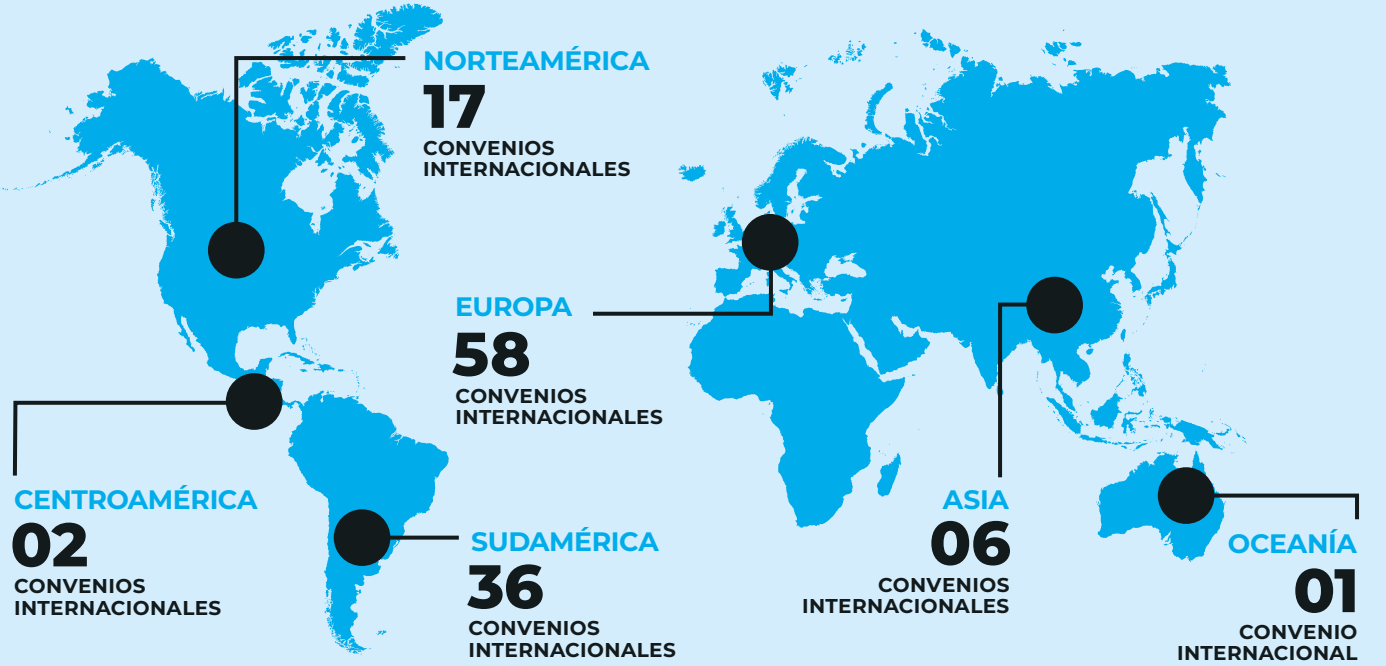 NORTEAMÉRICA
17
CONVENIOS
INTERNACIONALES
EUROPA
58
CONVENIOS
INTERNACIONALES
CENTROAMÉRICA
02
CONVENIOS
INTERNACIONALES
SUDAMÉRICA
36
CONVENIOS
INTERNACIONALES
ASIA
06
CONVENIOS
INTERNACIONALES
OCEANÍA
01
CONVENIO
INTERNACIONAL